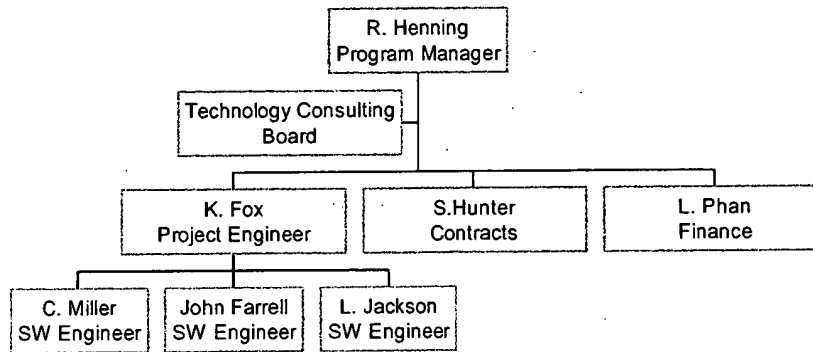 R. Henning
Program Manager
Technology Consulting
Board
K. Fox
Project Engineer
S.Hunter
Contracts
L. Phan
Finance
C. Miller
SW Engineer
John Farrell
SW Engineer
L. Jackson
SW Engineer